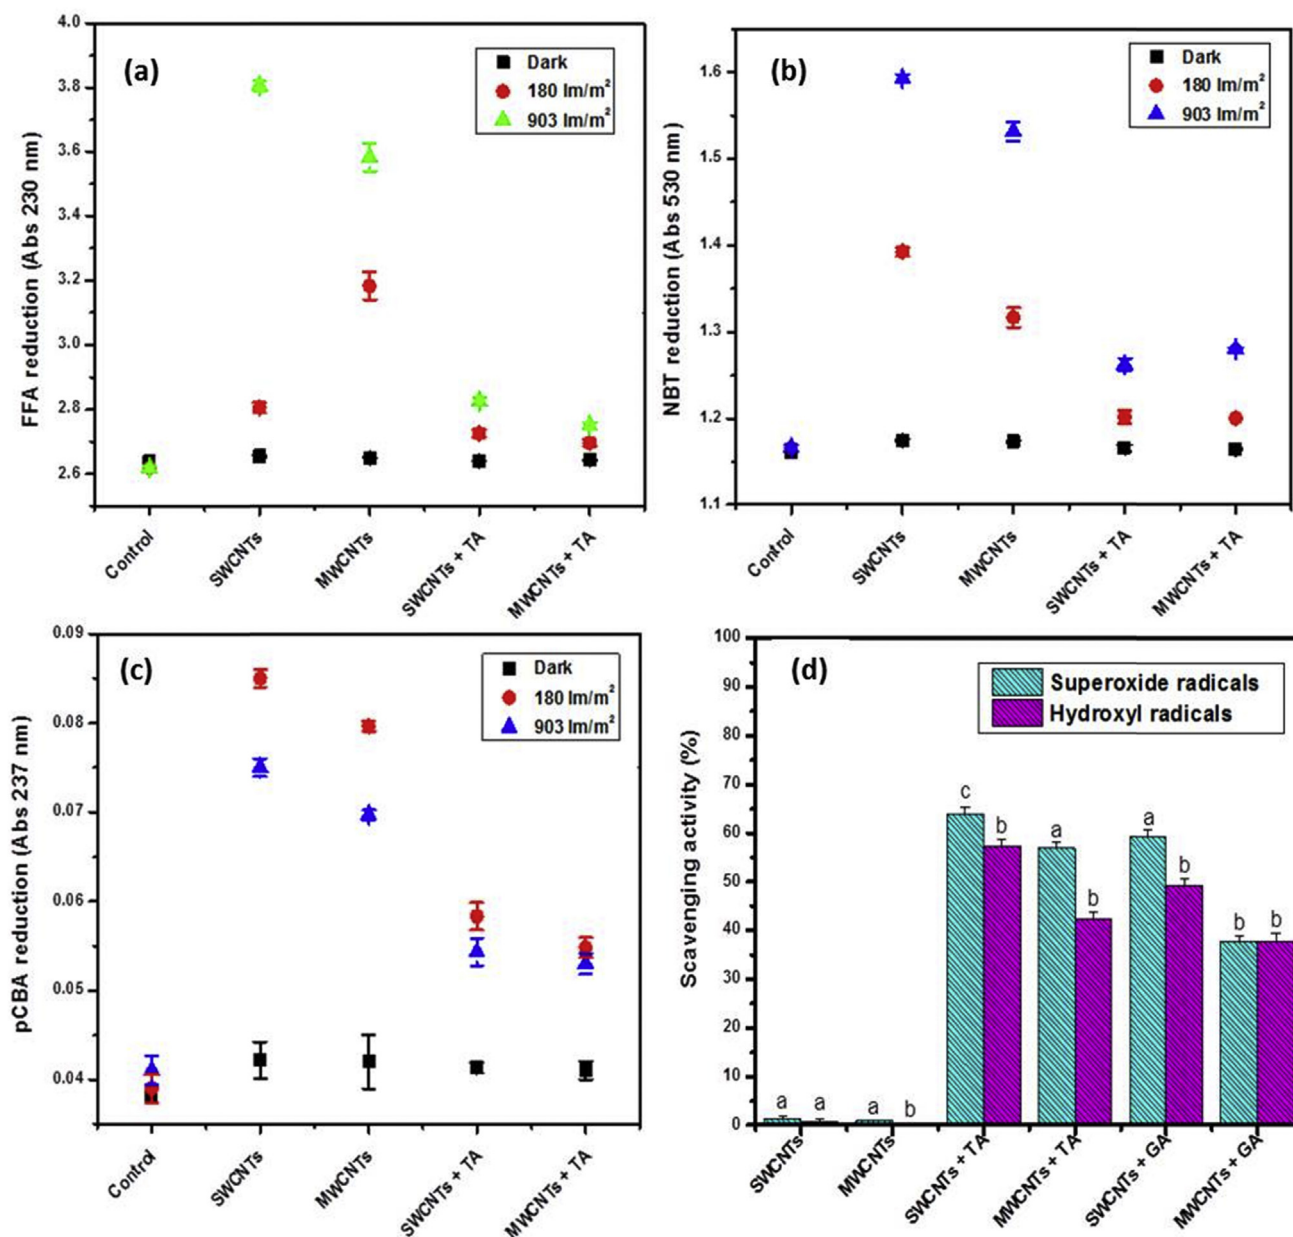 (a)
FFA reduction (Abs 230 nm)
4.0
3.8
3.6
3.4
3.2
3.0
2.8
2.6
Dark
180 lm/m²
903 lm/m²
Control
SWCNTs
MWCNTs
SWCNTs + TA
MWCNTs + TA
(b)
NBT reduction (Abs 530 nm)
1.6
1.5
1.4
1.3
1.2
1.1
Dark
180 lm/m²
903 lm/m²
Control
SWCNTs
MWCNTs
SWCNTs + TA
MWCNTs + TA
(c)
pCBA reduction (Abs 237 nm)
0.09
0.08
0.07
0.06
0.05
0.04
Dark
180 lm/m²
903 lm/m²
Control
SWCNTs
MWCNTs
SWCNTs + TA
MWCNTs + TA
(d)
Scavenging activity (%)
100
90
80
70
60
50
40
30
20
10
0
Superoxide radicals
Hydroxyl radicals
a a a b c b a b a b b b
SWCNTs
MWCNTs
SWCNTs + TA
MWCNTs + TA
SWCNTs + GA
MWCNTs + GA